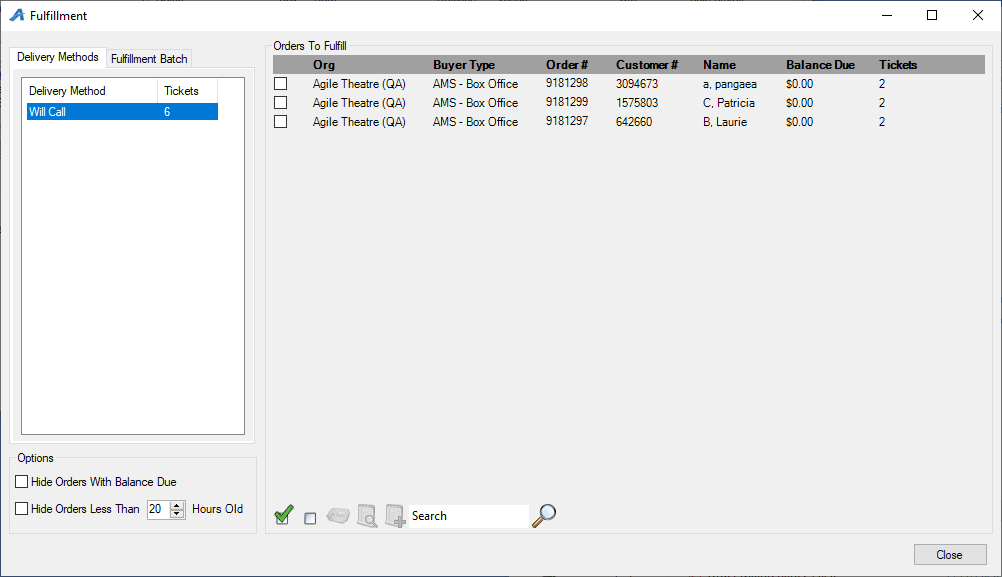 Fulfillment
Delivery Methods Fulfillment Batch
Delivery Method Tickets
Will Call 6
Options
Hide Orders With Balance Due
Hide Orders Less Than 20 Hours Old
Orders To Fulfill
Org Buyer Type Order # Customer # Name Balance Due Tickets
Agile Theatre (QA) AMS - Box Office 9181298 3094673 a, pangaea $0.00 2
Agile Theatre (QA) AMS - Box Office 9181299 1575803 C, Patricia $0.00 2
Agile Theatre (QA) AMS - Box Office 9181297 642660 B, Laurie $0.00 2
Search
Close